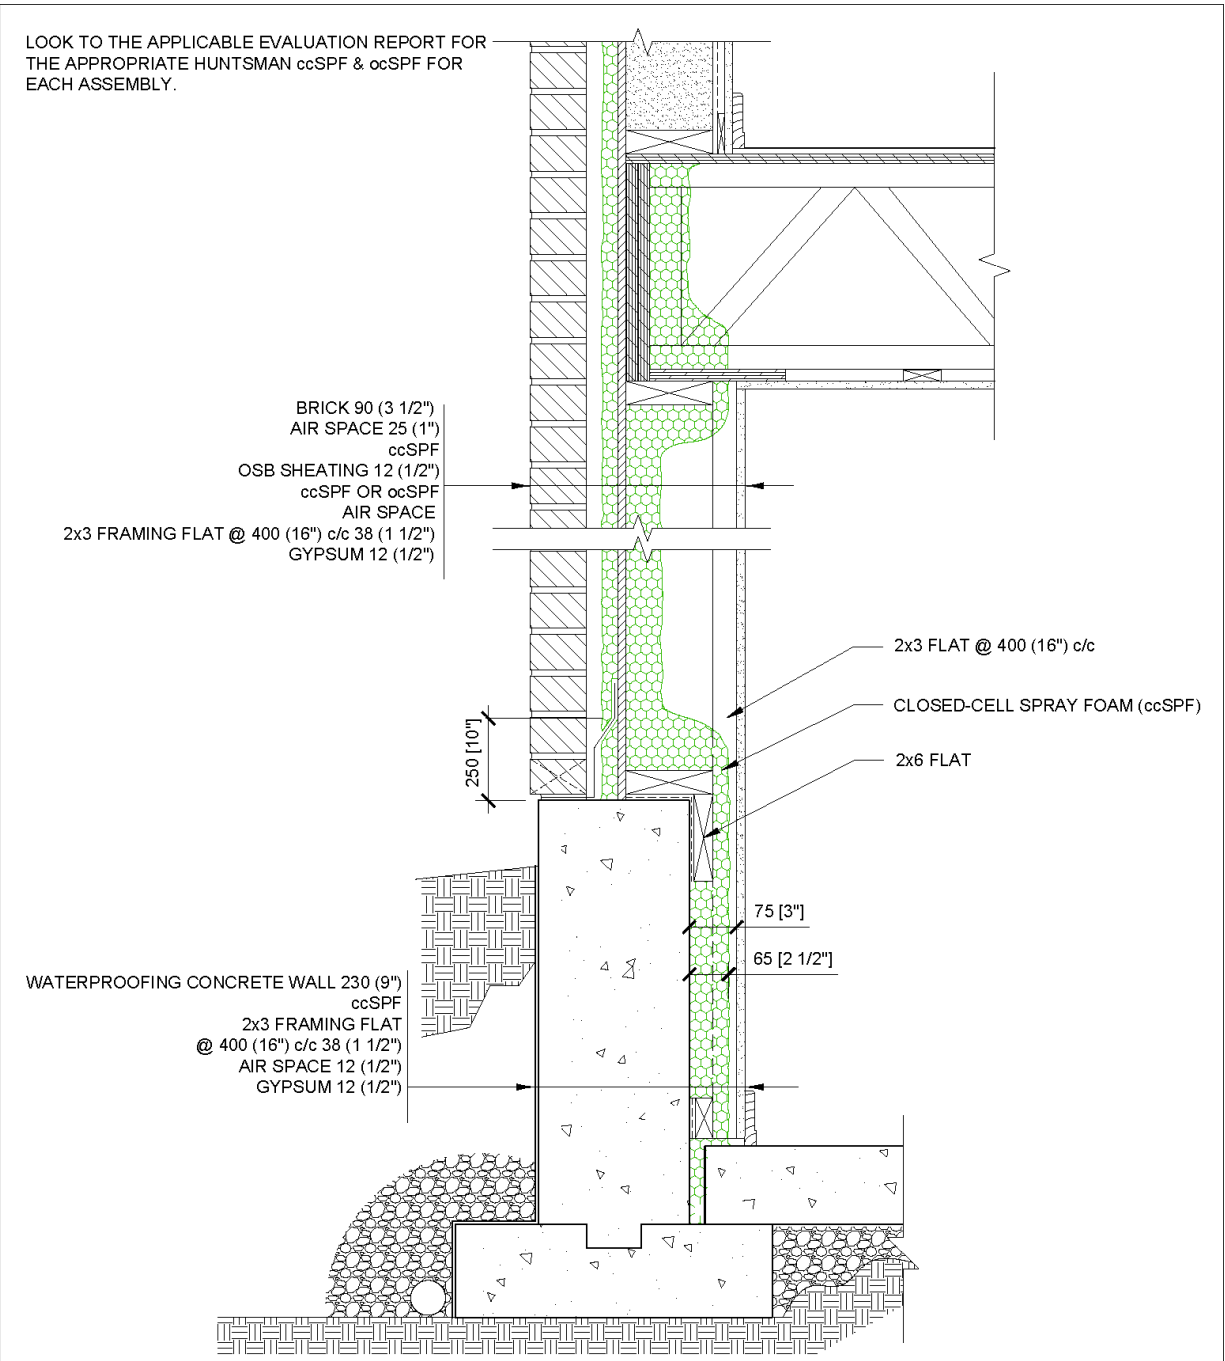 LOOK TO THE APPLICABLE EVALUATION REPORT FOR
THE APPROPRIATE HUNTSMAN ccSPF & ocSPF FOR
EACH ASSEMBLY.
BRICK 90 (3 1/2")
AIR SPACE 25 (1")
ccSPF
OSB SHEATING 12 (1/2")
ccSPF OR ocSPF
AIR SPACE
2x3 FRAMING FLAT @ 400 (16") c/c 38 (1 1/2")
GYPSUM 12 (1/2")
2x3 FLAT @ 400 (16") c/c
CLOSED-CELL SPRAY FOAM (ccSPF)
2x6 FLAT
250 [10"]
75 [3"]
65 [2 1/2"]
WATERPROOFING CONCRETE WALL 230 (9")
ccSPF
2x3 FRAMING FLAT
@ 400 (16") c/c 38 (1 1/2")
AIR SPACE 12 (1/2")
GYPSUM 12 (1/2")